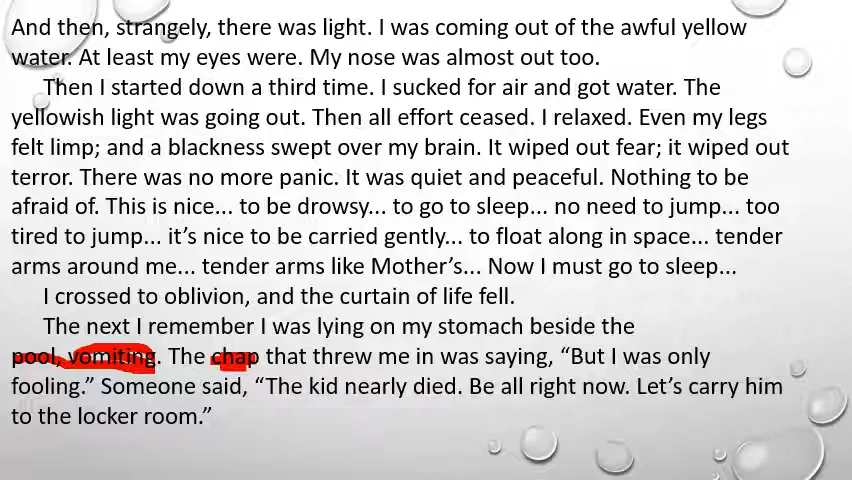 And then, strangely, there was light. I was coming out of the awful yellow
water. At least my eyes were. My nose was almost out too.
Then I started down a third time. I sucked for air and got water. The
yellowish light was going out. Then all effort ceased. I relaxed. Even my legs
felt limp; and a blackness swept over my brain. It wiped out fear; it wiped out
terror. There was no more panic. It was quiet and peaceful. Nothing to be
afraid of. This is nice... to be drowsy... to go to sleep... no need to jump... too
tired to jump... it’s nice to be carried gently... to float along in space... tender
arms around me... tender arms like Mother’s... Now I must go to sleep...
I crossed to oblivion, and the curtain of life fell.
The next I remember I was lying on my stomach beside the
pool, vomiting. The chap that threw me in was saying, “But I was only
fooling.” Someone said, “The kid nearly died. Be all right now. Let’s carry him
to the locker room.”